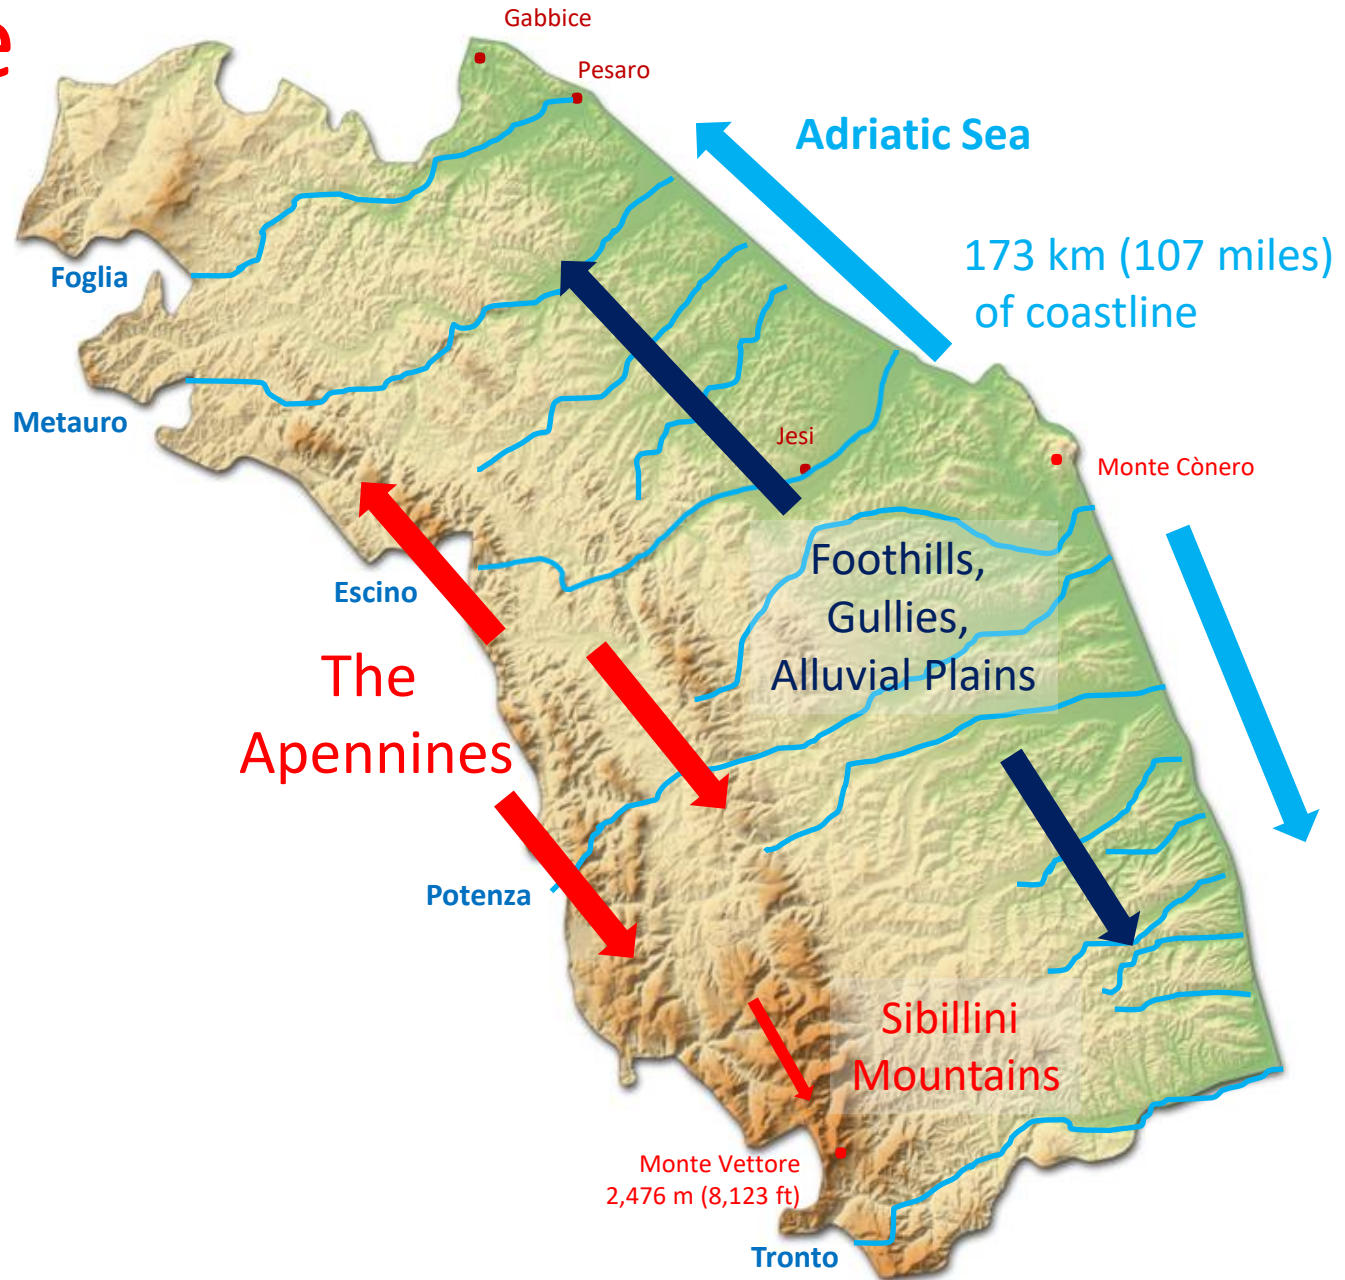 e
Gabbice
Pesaro
Adriatic Sea
173 km (107 miles)
of coastline
Foglia
Metauro
Jesi
Monte Cònero
Escino
Foothills,
Gullies,
Alluvial Plains
The
Apennines
Potenza
Sibillini
Mountains
Monte Vettore
2,476 m (8,123 ft)
Tronto